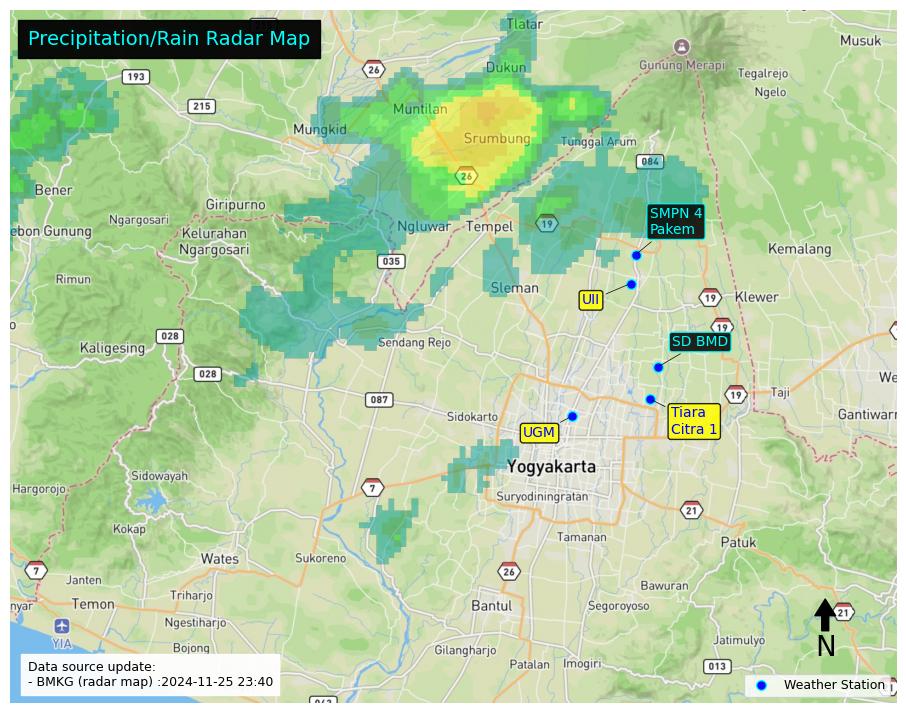 Precipitation/Rain Radar Map
Tlatar
Musuk
Dukun
Gunung Merapi
26
193
Tegalrejo
Ngelo
215
Muntilan
Mungkid
Srumbung
Tunggal Arum
084
26
Bener
Giripurno
SMPN 4
Pakem
Ngargosari
Ngluwar
Tempel
19
ebon Gunung
Kelurahan
Ngargosari
Kemalang
035
Rimun
Sleman
UII
19
Klewer
028
19
Kaligesing
Sendang Rejo
SD BMD
028
We
087
19
Taji
Sidokarto
Tiara
Citra 1
Gantiwarn
UGM
Yogyakarta
Hargorojo
Sidowayah
7
Suryodiningratan
21
Kokap
Tamanan
Patuk
Wates
Sukoreno
7
26
Janten
Bawuran
Triharjo
nyar
Temon
Bantul
Segoroyoso
21
Ngestiharjo
YIA
Jatimulyo
N
Bojong
Gilangharjo
Data source update:
- BMKG (radar map) :2024-11-25 23:40
Patalan
Imogiri
013
Weather Station